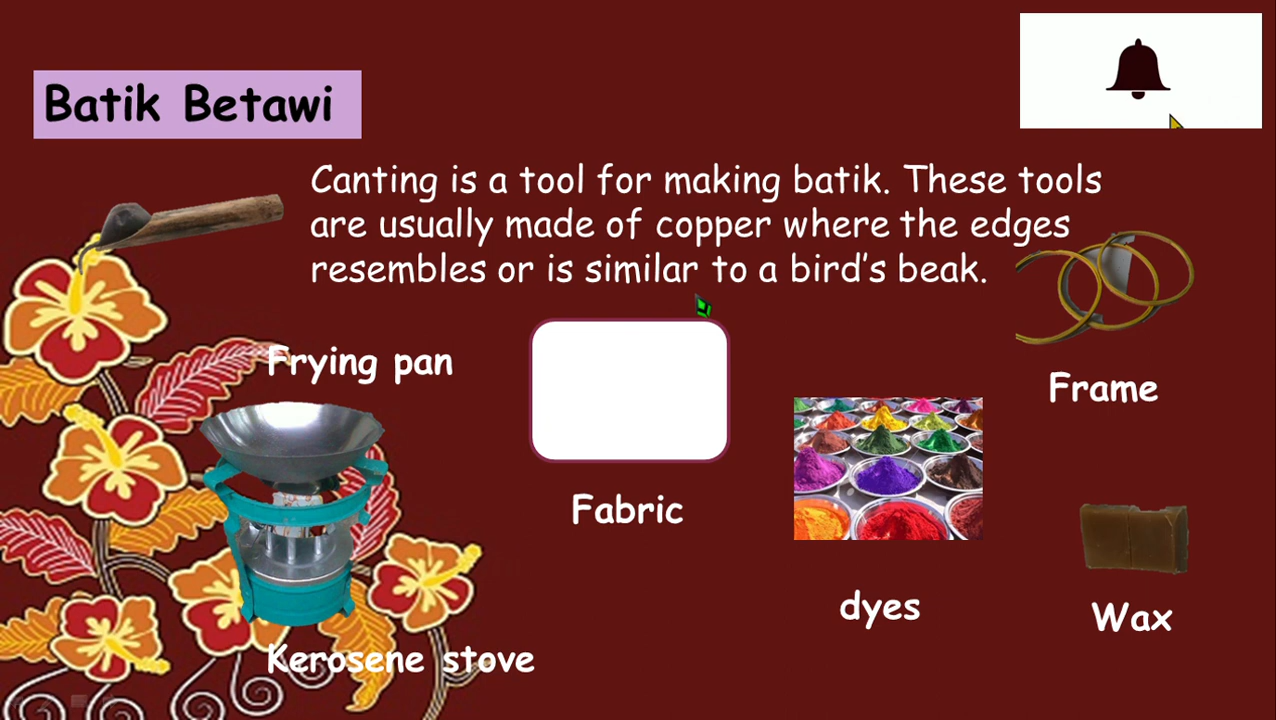 Batik Betawi
Canting is a tool for making batik. These tools
are usually made of copper where the edges
resembles or is similar to a bird's beak.
Frying pan
Frame
Fabric
dyes
Wax
Kerosene stove